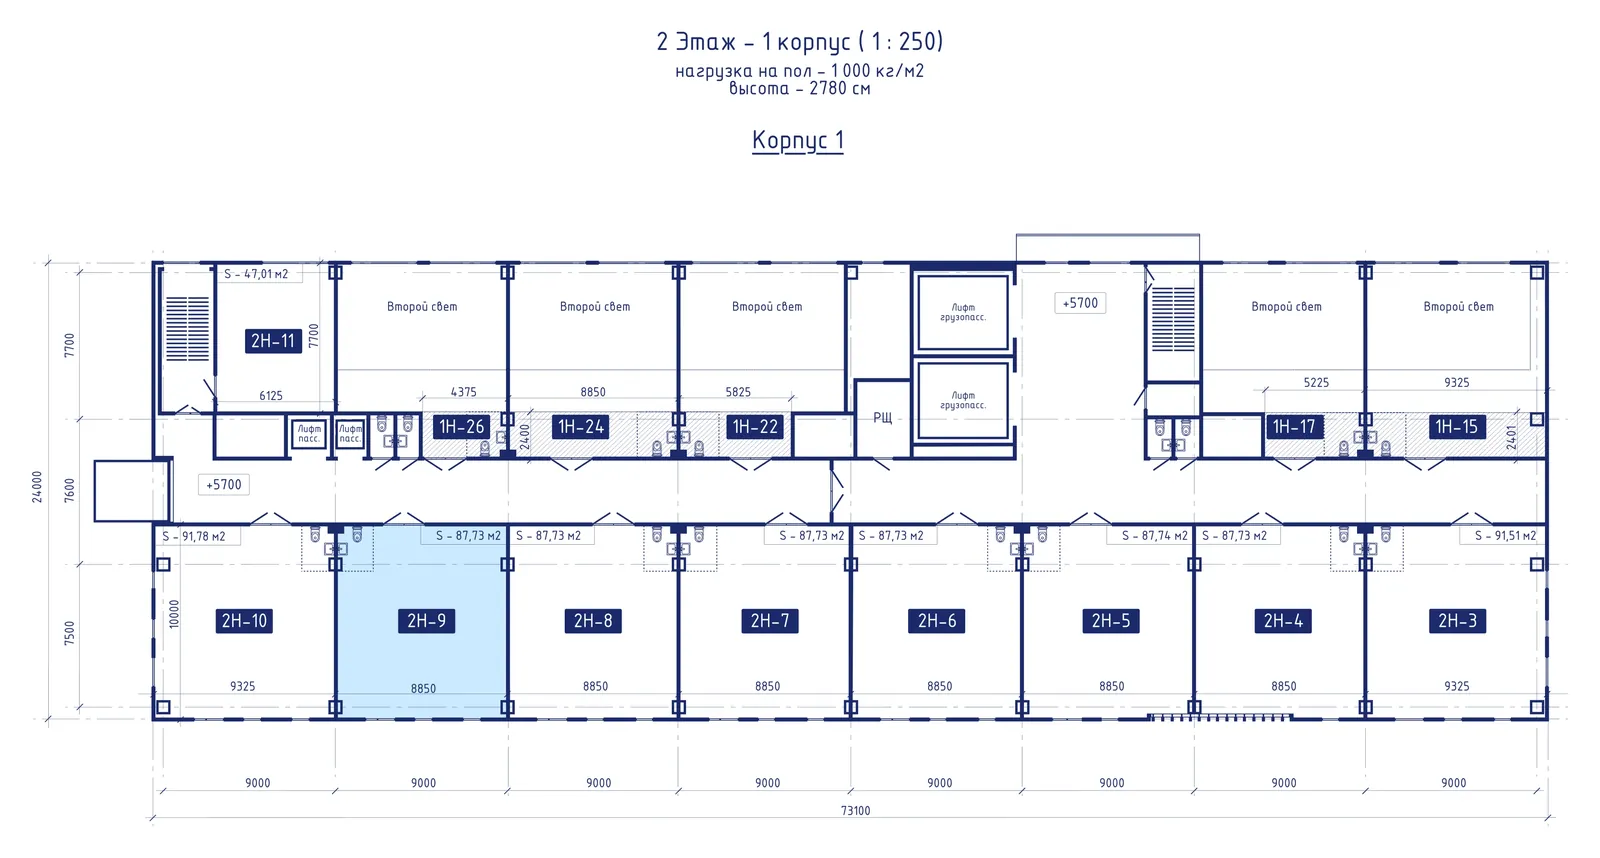 2 Этаж – 1 корпус ( 1 : 250)
нагрузка на пол – 1 000 кг/м2
высота – 2780 см
Корпус 1
S – 47,01 м2
2Н-11
7700
6125
Второй свет
Второй свет
Второй свет
Лифт
грузопасс.
+5700
Второй свет
Второй свет
7700
4375
8850
5825
Лифт
грузопасс.
5225
9325
РЩ
Лифт
пасс.
Лифт
пасс.
1Н-26
2400
1Н-24
1Н-22
1Н-17
1Н-15
2401
24000
7600
+5700
S – 91,78 м2
S – 87,73 м2
S – 87,73 м2
S – 87,73 м2
S – 87,73 м2
S – 87,74 м2
S – 87,73 м2
S – 91,51 м2
7500
10000
2Н-10
2Н-9
2Н-8
2Н-7
2Н-6
2Н-5
2Н-4
2Н-3
9325
8850
8850
8850
8850
8850
8850
9325
9000
9000
9000
9000
9000
9000
9000
9000
73100